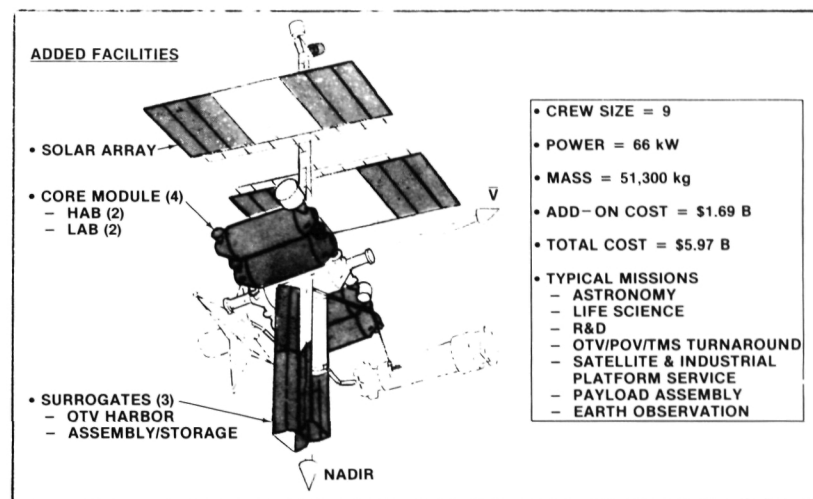 ADDED FACILITIES
• SOLAR ARRAY
• CORE MODULE (4)
– HAB (2)
– LAB (2)
• SURROGATES (3)
– OTV HARBOR
– ASSEMBLY/STORAGE
V̄
NADIR
• CREW SIZE = 9
• POWER = 66 kW
• MASS = 51,300 kg
• ADD–ON COST = $1.69 B
• TOTAL COST = $5.97 B
• TYPICAL MISSIONS
– ASTRONOMY
– LIFE SCIENCE
– R&D
– OTV/POV/TMS TURNAROUND
– SATELLITE & INDUSTRIAL
PLATFORM SERVICE
– PAYLOAD ASSEMBLY
– EARTH OBSERVATION